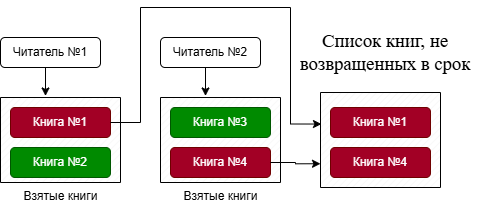 Читатель №1
Читатель №2
Список книг, не
возвращенных в срок
Книга №1
Книга №2
Взятые книги
Книга №3
Книга №4
Взятые книги
Книга №1
Книга №4